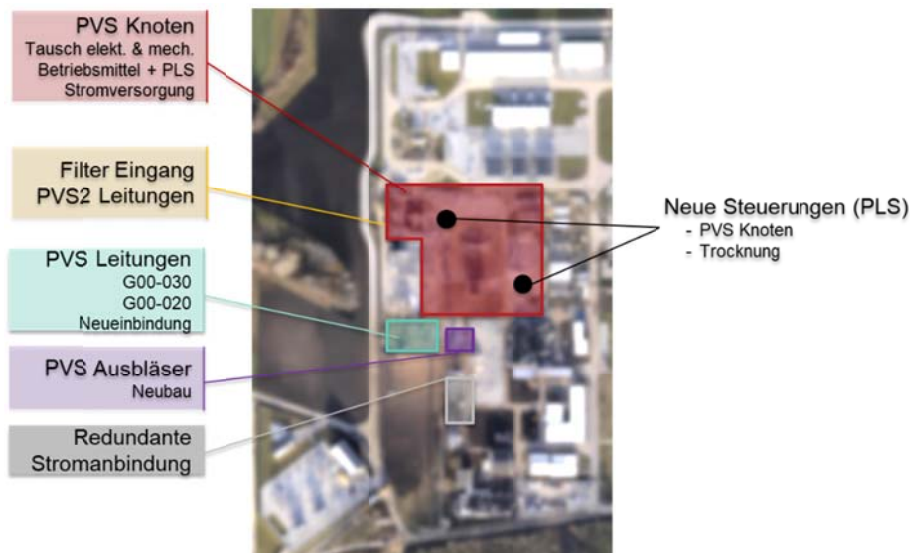 PVS Knoten
Tausch elekt. & mech.
Betriebsmittel + PLS
Stromversorgung
Filter Eingang
PVS2 Leitungen
PVS Leitungen
G00-030
G00-020
Neueinbindung
PVS Ausbläser
Neubau
Redundante
Stromanbindung
Neue Steuerungen (PLS)
- PVS Knoten
- Trocknung